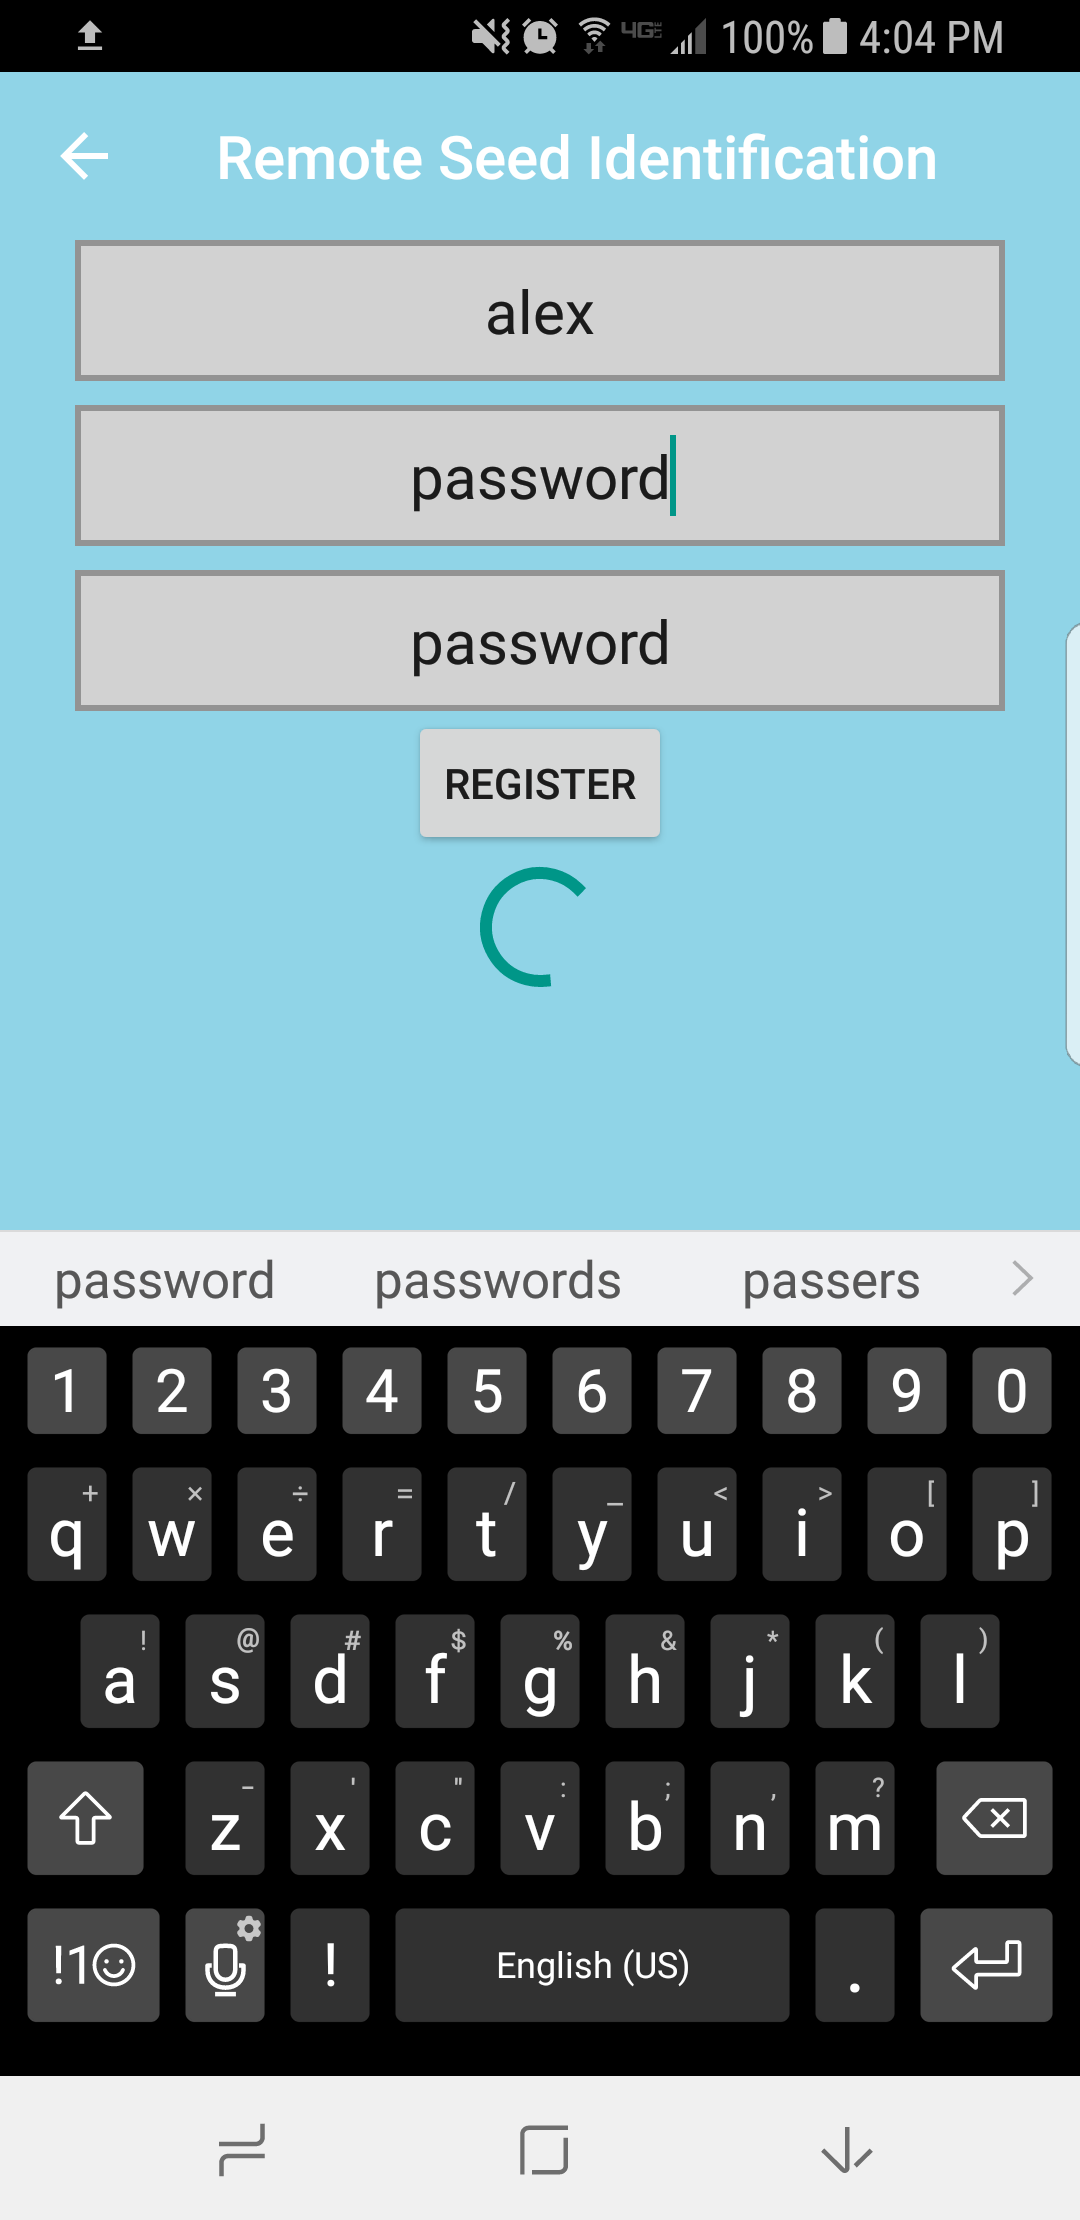 4G LTE 100% 4:04 PM
Remote Seed Identification
alex
password
password
REGISTER
password passwords passers
1 2 3 4 5 6 7 8 9 0
+ × ÷ = / _ < > [ ]
q w e r t y u i o p
! @ # $ % & * ( )
a s d f g h j k l
- ' " : ; , ?
z x c v b n m
!1☺ ! English (US) .